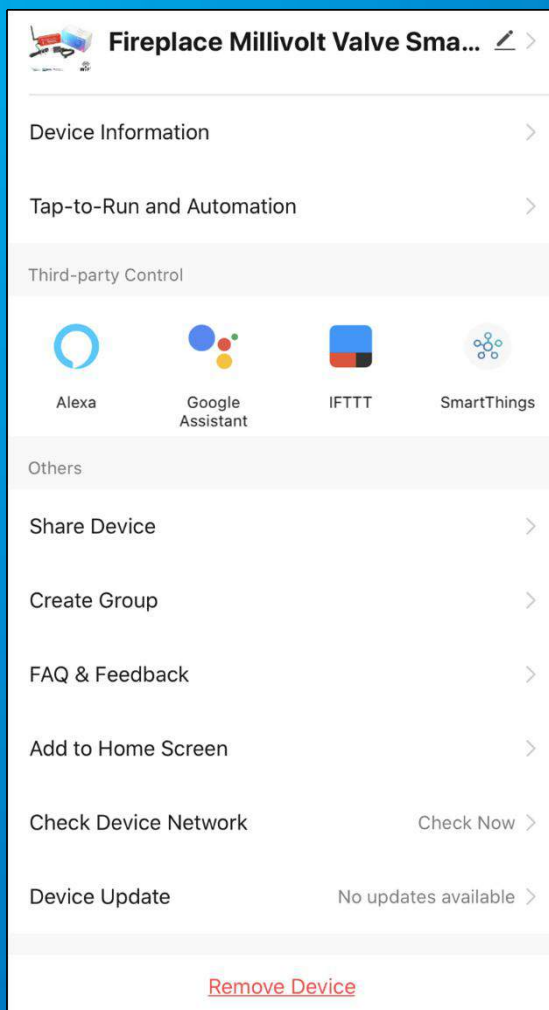 Fireplace Millivolt Valve Sma...
Device Information
Tap-to-Run and Automation
Third-party Control
Alexa
Google
Assistant
IFTTT
SmartThings
Others
Share Device
Create Group
FAQ & Feedback
Add to Home Screen
Check Device Network Check Now
Device Update No updates available
Remove Device